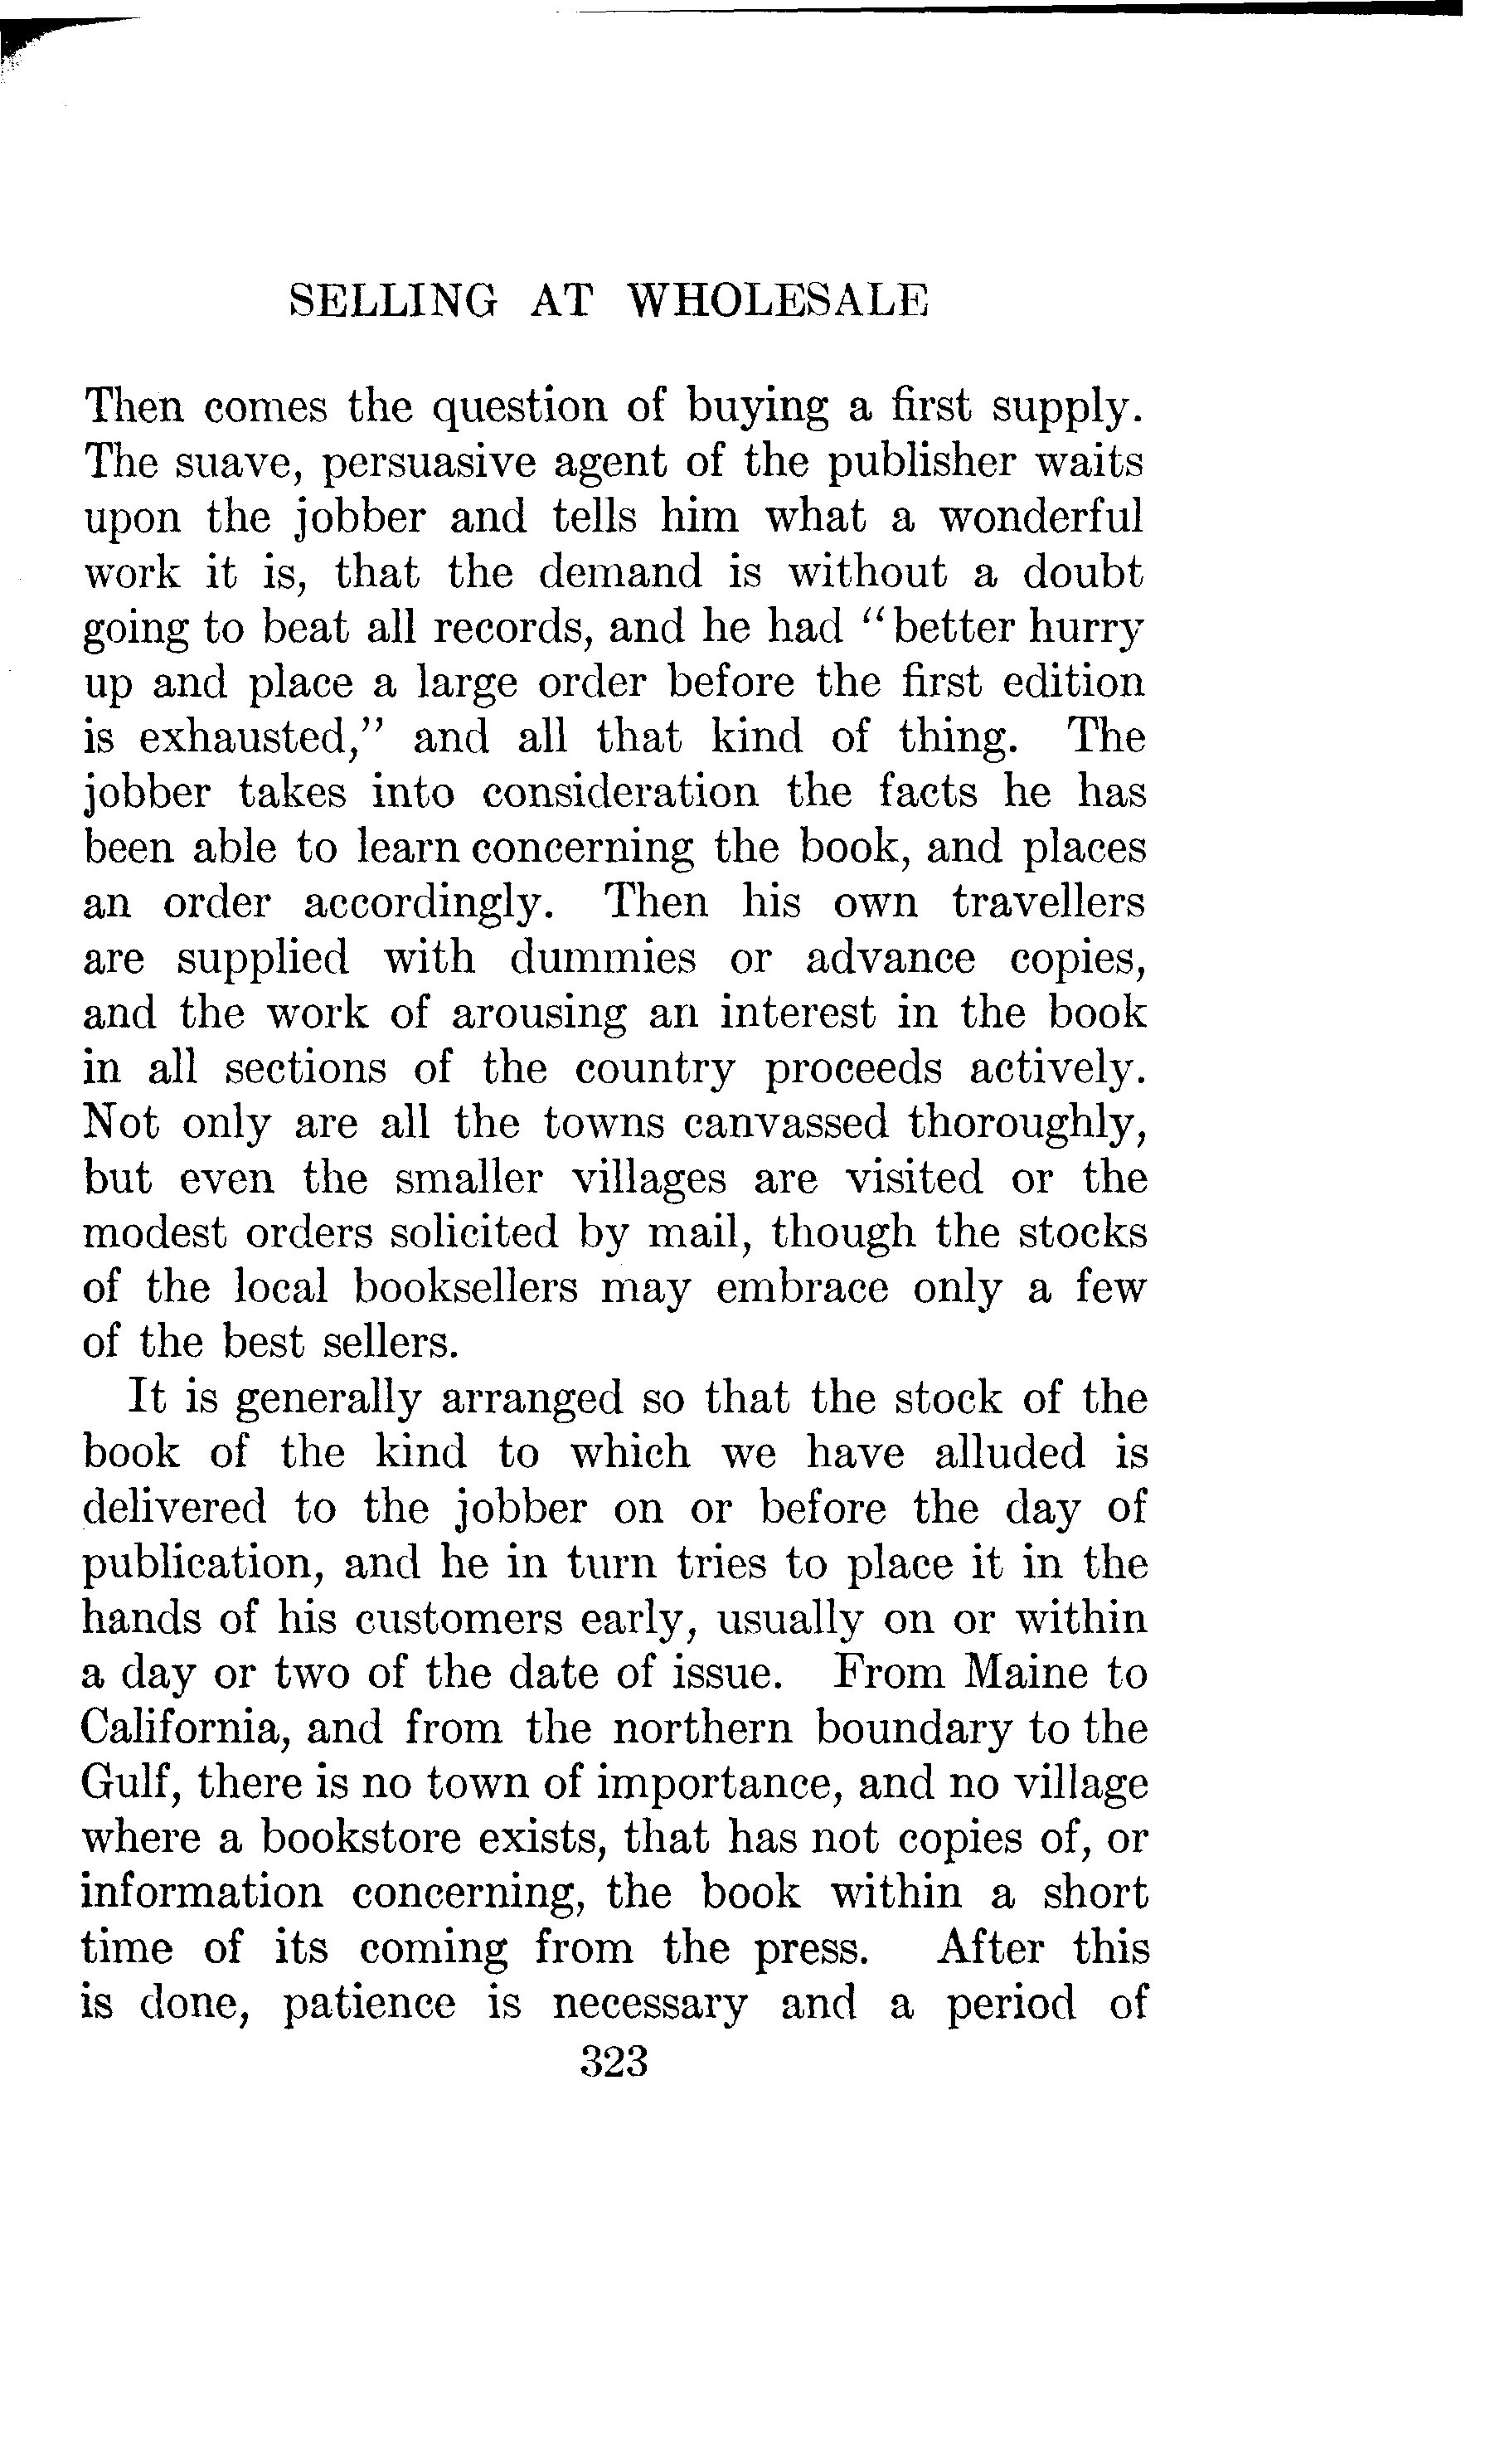 SELLING AT WHOLESALE
Then comes the question of buying a first supply.
The suave, persuasive agent of the publisher waits
upon the jobber and tells him what a wonderful
work it is, that the demand is without a doubt
going to beat all records, and he had "better hurry
up and place a large order before the first edition
is exhausted," and all that kind of thing. The
jobber takes into consideration the facts he has
been able to learn concerning the book, and places
an order accordingly. Then his own travellers
are supplied with dummies or advance copies,
and the work of arousing an interest in the book
in all sections of the country proceeds actively.
Not only are all the towns canvassed thoroughly,
but even the smaller villages are visited or the
modest orders solicited by mail, though the stocks
of the local booksellers may embrace only a few
of the best sellers.
It is generally arranged so that the stock of the
book of the kind to which we have alluded is
delivered to the jobber on or before the day of
publication, and he in turn tries to place it in the
hands of his customers early, usually on or within
a day or two of the date of issue. From Maine to
California, and from the northern boundary to the
Gulf, there is no town of importance, and no village
where a bookstore exists, that has not copies of, or
information concerning, the book within a short
time of its coming from the press. After this
is done, patience is necessary and a period of
323